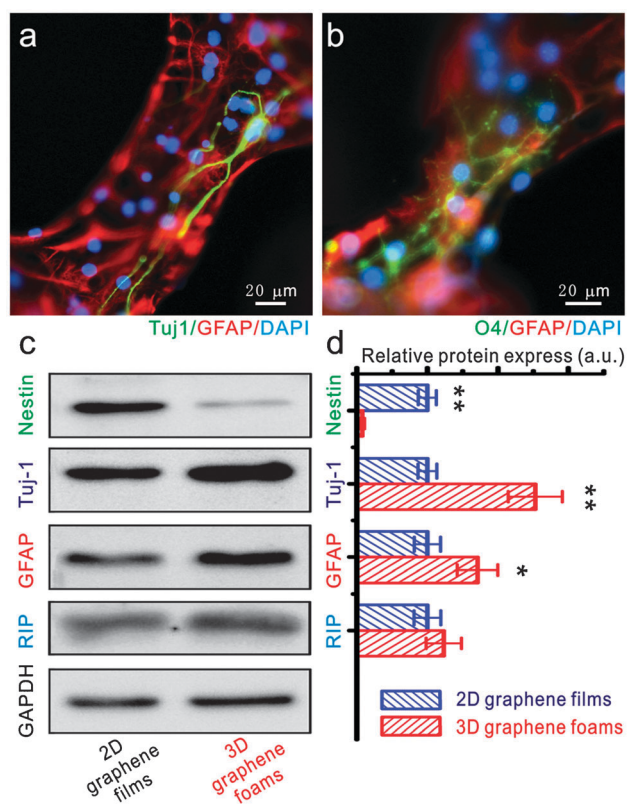 a
b
20 μm
20 μm
Tuj1/GFAP/DAPI
O4/GFAP/DAPI
c
d
Relative protein express (a.u.)
Nestin
Tuj-1
GFAP
RIP
GAPDH
2D
graphene
films
3D
graphene
foams
Nestin
**
Tuj-1
**
GFAP
*
RIP
2D graphene films
3D graphene foams